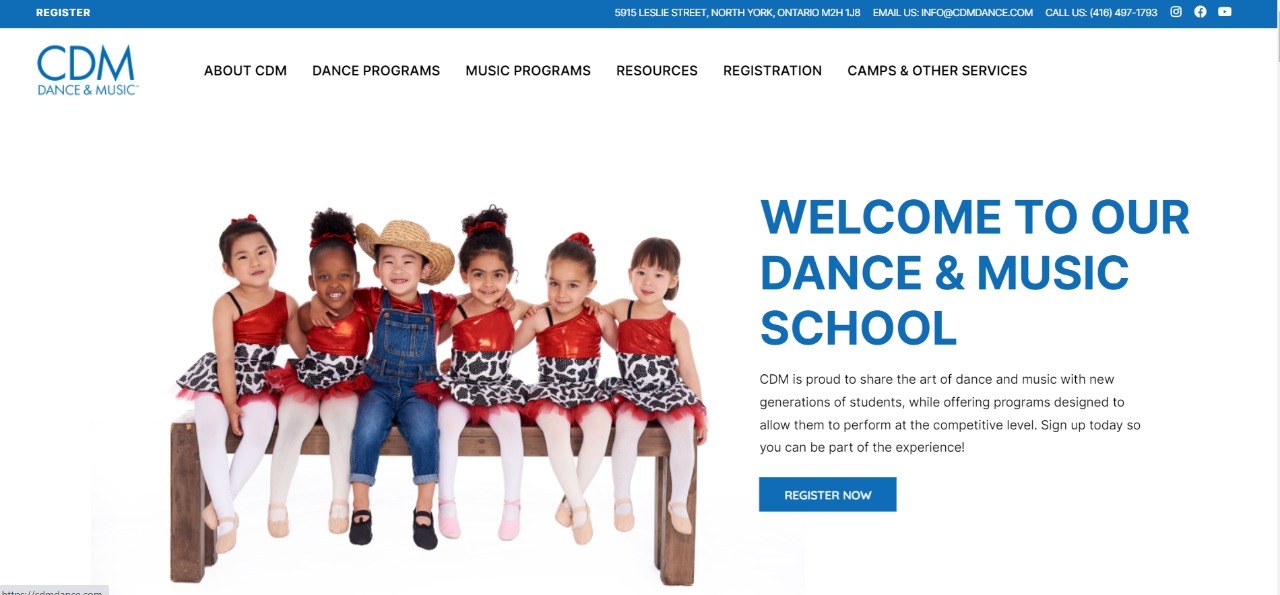 REGISTER
5915 LESLIE STREET, NORTH YORK, ONTARIO M2H 1J8 EMAIL US: INFO@CDMDANCE.COM CALL US: (416) 497-1793
CDM
DANCE & MUSIC
ABOUT CDM DANCE PROGRAMS MUSIC PROGRAMS RESOURCES REGISTRATION CAMPS & OTHER SERVICES
WELCOME TO OUR
DANCE & MUSIC
SCHOOL
CDM is proud to share the art of dance and music with new
generations of students, while offering programs designed to
allow them to perform at the competitive level. Sign up today so
you can be part of the experience!
REGISTER NOW
https://cdmdance.com